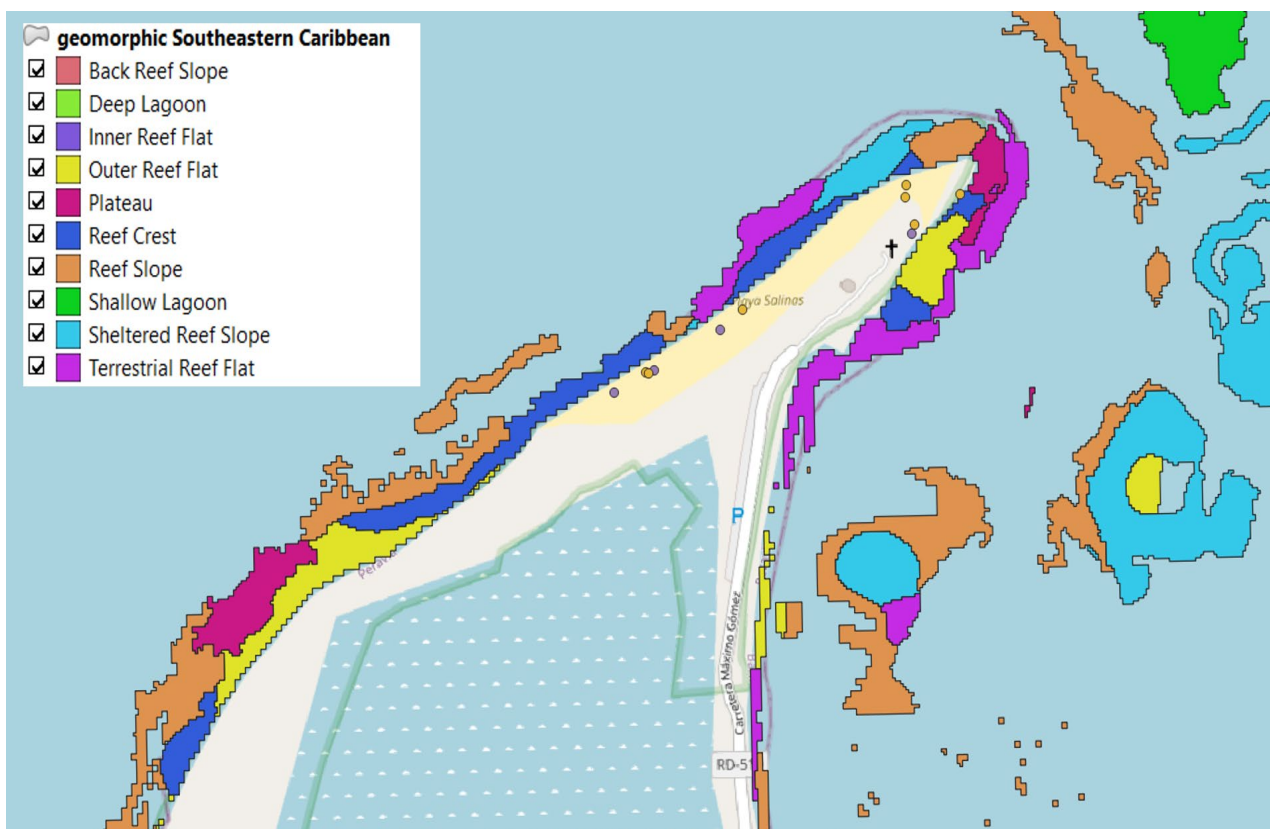 geomorphic Southeastern Caribbean
Back Reef Slope
Deep Lagoon
Inner Reef Flat
Outer Reef Flat
Plateau
Reef Crest
Reef Slope
Shallow Lagoon
Sheltered Reef Slope
Terrestrial Reef Flat
Salinas
P
Carretera Máximo Gómez
RD-51